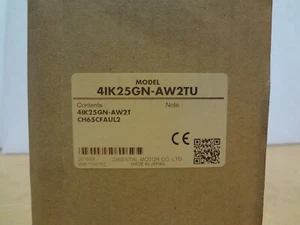 MODEL
4IK25GN-AW2TU
Contents
Note
4IK25GN-AW2T
CH65CFAUL2
ORIENTAL MOTOR CO., LTD.
MADE IN JAPAN